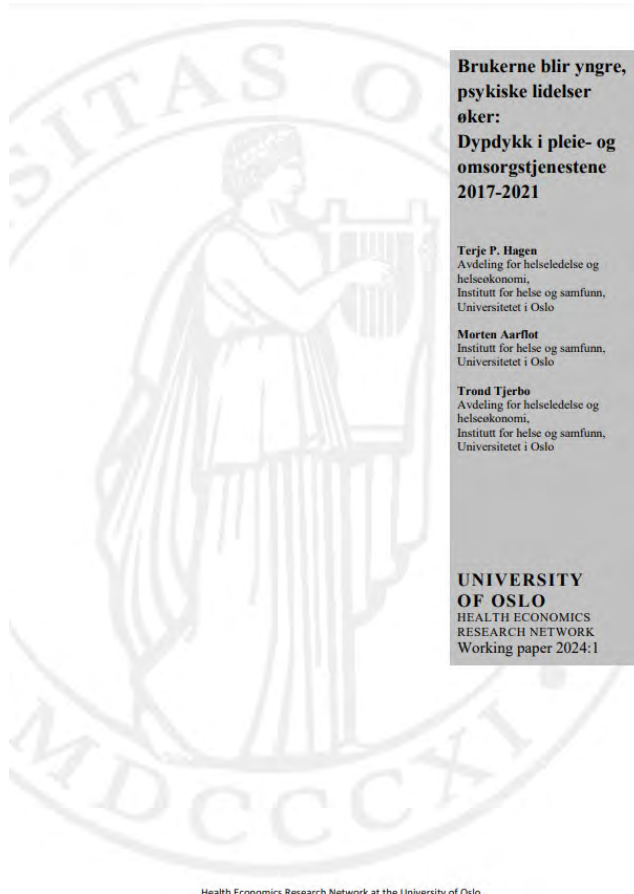 Brukerne blir yngre,
psykiske lidelser
øker:
Dypdykk i pleie- og
omsorgstjenestene
2017-2021
Terje P. Hagen
Avdeling for helseledelse og
helseøkonomi,
Institutt for helse og samfunn,
Universitetet i Oslo
Morten Aarflot
Institutt for helse og samfunn,
Universitetet i Oslo
Trond Tjerbo
Avdeling for helseledelse og
helseøkonomi,
Institutt for helse og samfunn,
Universitetet i Oslo
UNIVERSITY
OF OSLO
HEALTH ECONOMICS
RESEARCH NETWORK
Working paper 2024:1
SITAS O
MDCCCXI
Health Economics Research Network at the University of Oslo